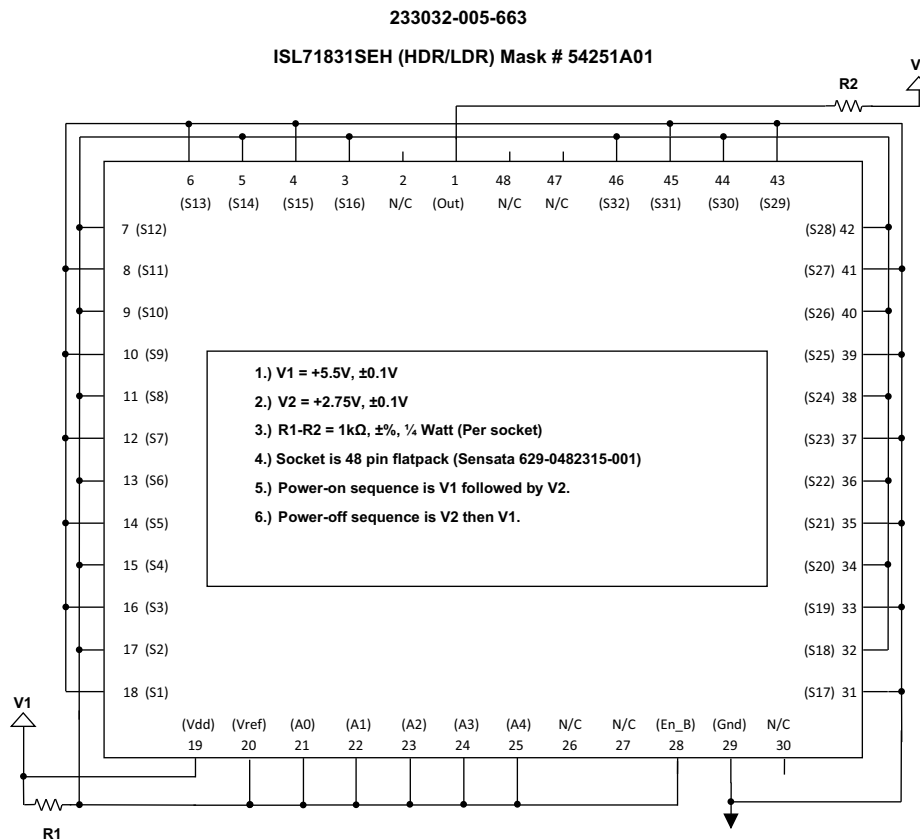 233032-005-663
ISL71831SEH (HDR/LDR) Mask # 54251A01
V
R2
6 5 4 3 2 1 48 47 46 45 44 43
(S13) (S14) (S15) (S16) N/C (Out) N/C N/C (S32) (S31) (S30) (S29)
7 (S12) (S28) 42
8 (S11) (S27) 41
9 (S10) (S26) 40
10 (S9) (S25) 39
11 (S8) (S24) 38
12 (S7) (S23) 37
13 (S6) (S22) 36
14 (S5) (S21) 35
15 (S4) (S20) 34
16 (S3) (S19) 33
17 (S2) (S18) 32
18 (S1) (S17) 31
1.) V1 = +5.5V, ±0.1V
2.) V2 = +2.75V, ±0.1V
3.) R1-R2 = 1kΩ, ±%, ¼ Watt (Per socket)
4.) Socket is 48 pin flatpack (Sensata 629-0482315-001)
5.) Power-on sequence is V1 followed by V2.
6.) Power-off sequence is V2 then V1.
V1
(Vdd) (Vref) (A0) (A1) (A2) (A3) (A4) N/C N/C (En_B) (Gnd) N/C
19 20 21 22 23 24 25 26 27 28 29 30
R1